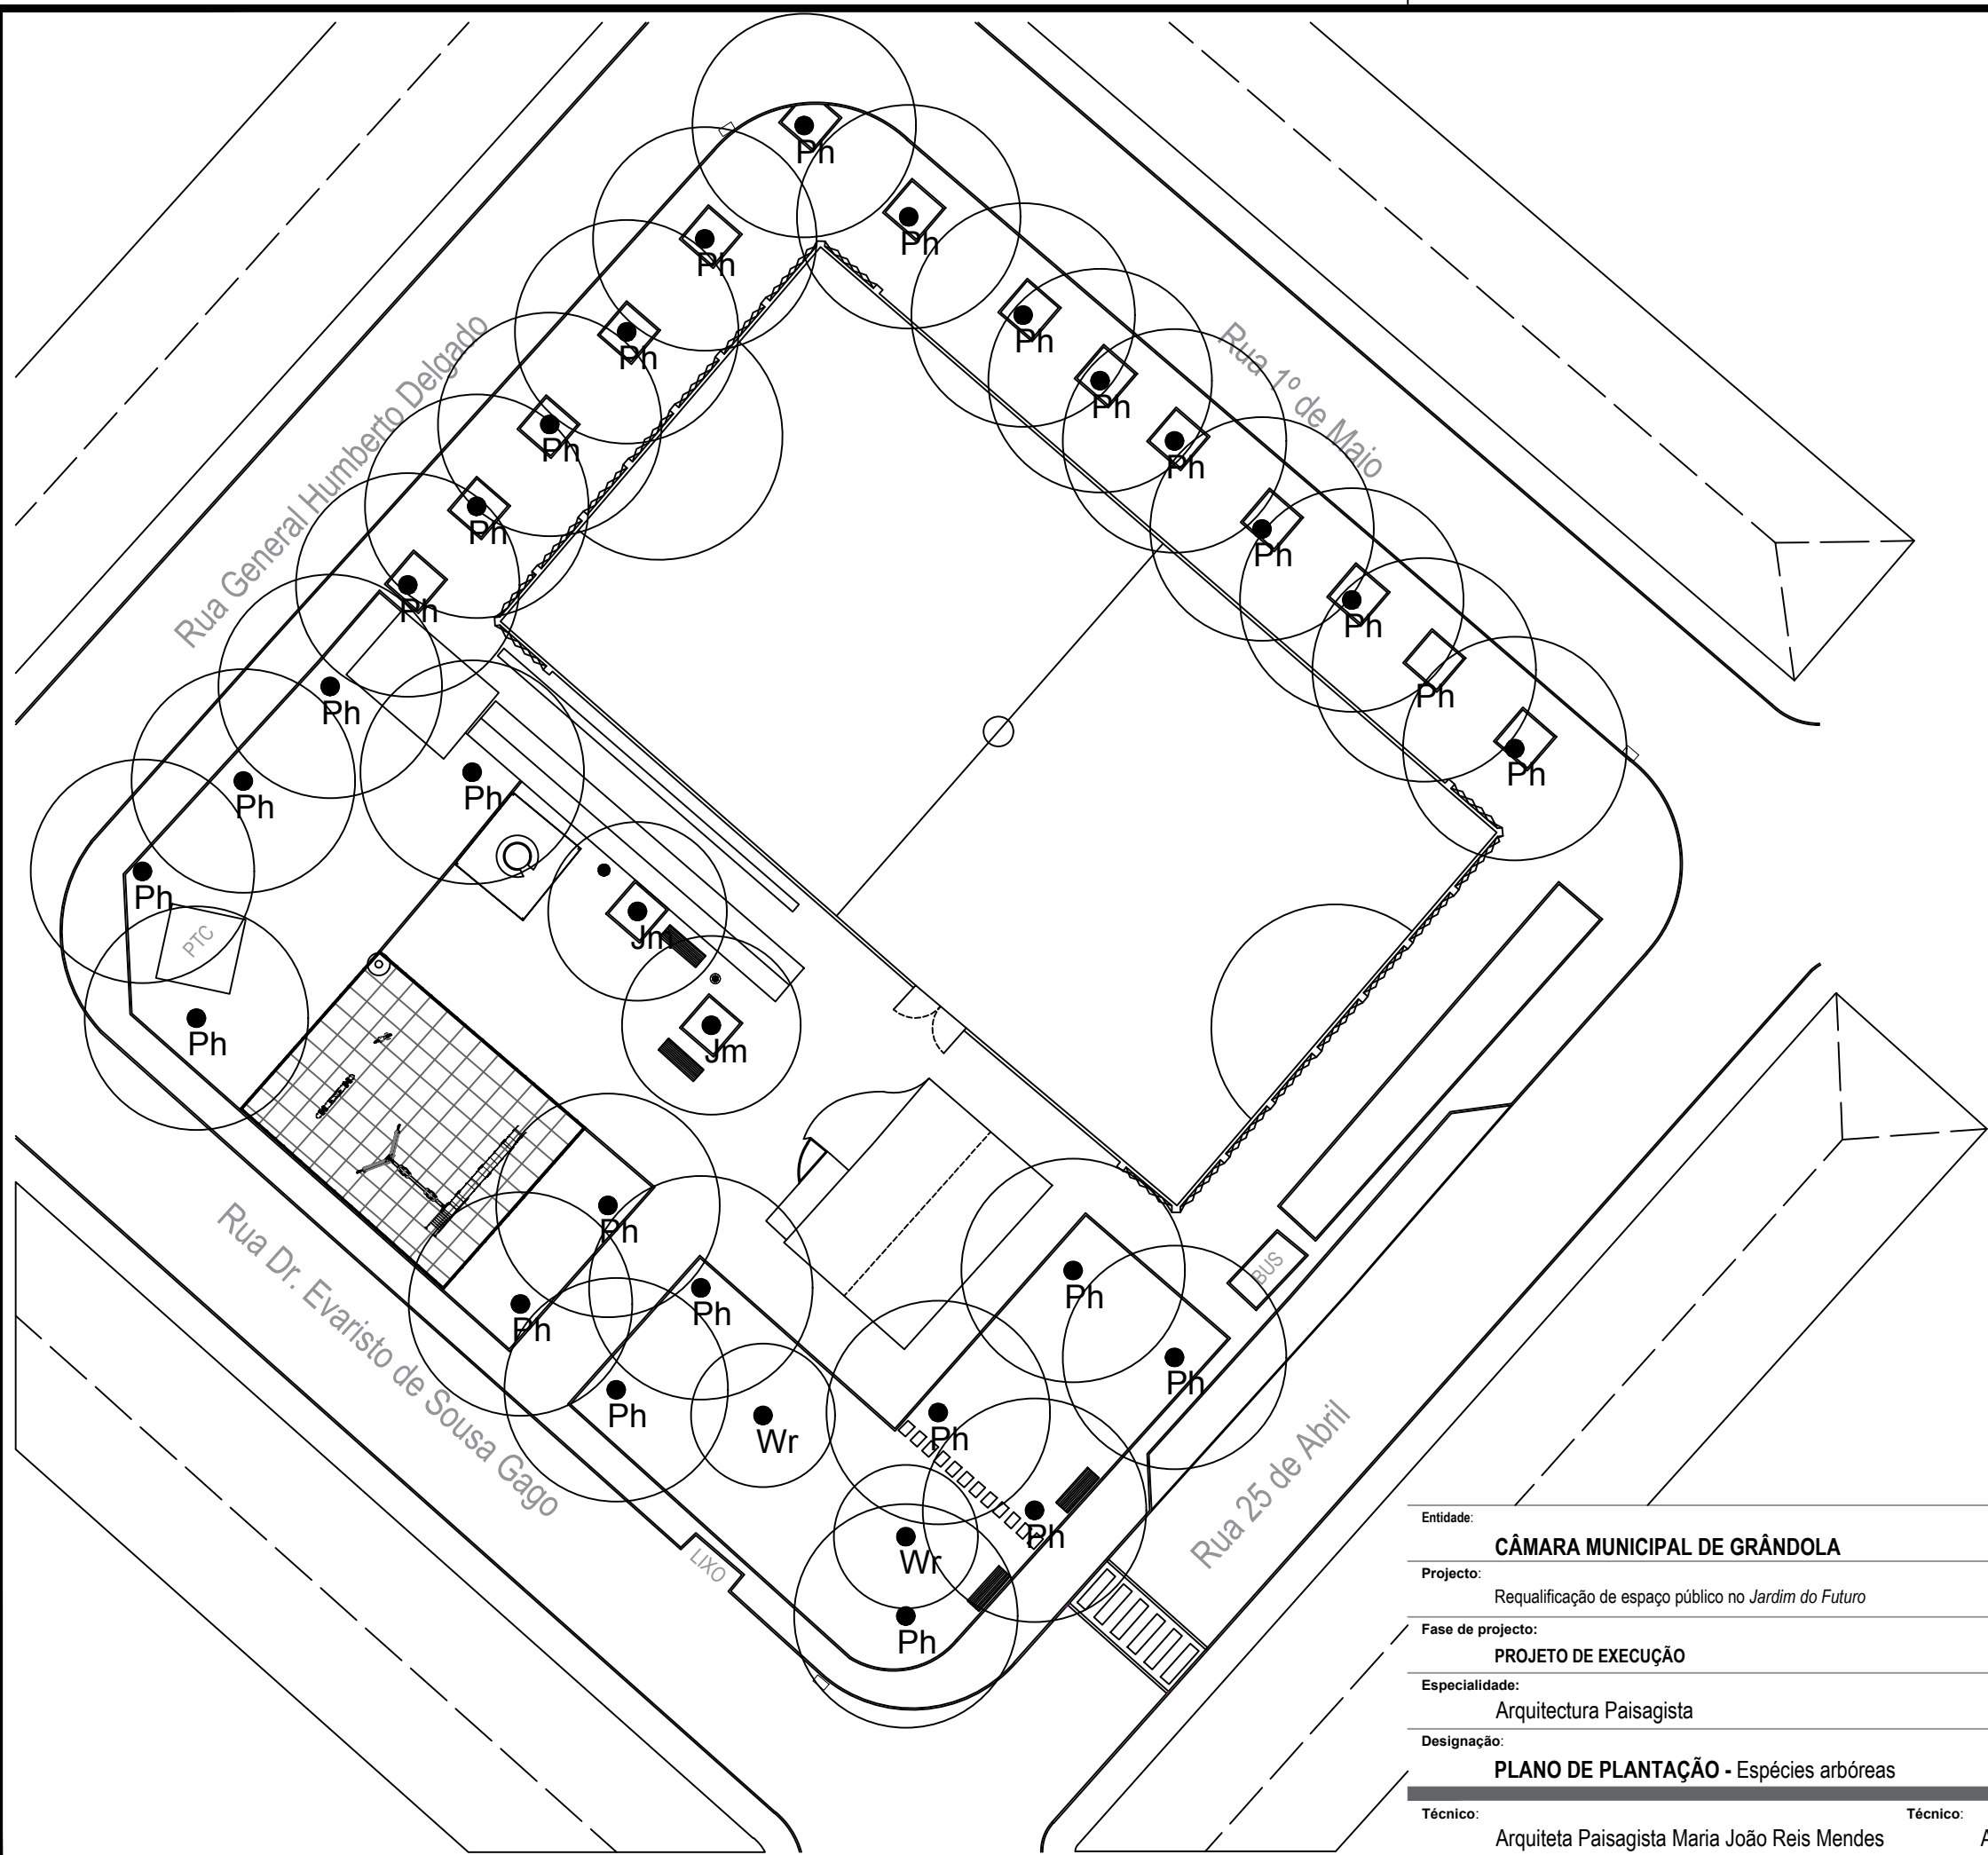 Ph
Ph
Ph
Ph
Ph
Rua 1º de Maio
Ph
Rua General Humberto Delgado
Ph
Ph
Ph
Ph
Ph
Ph
Ph
Ph
Ph
Ph
Ph
Ph
Ph
Jm
PTC
Ph
Jm
Ph
Rua Dr. Evaristo de Sousa Gago
BUS
Ph
Ph
Ph
Ph
Ph
Wr
Ph
Rua 25 de Abril
Ph
Wr
LIXO
Ph
Entidade:
CÂMARA MUNICIPAL DE GRÂNDOLA
Projecto:
Requalificação de espaço público no Jardim do Futuro
Fase de projecto:
PROJETO DE EXECUÇÃO
Especialidade:
Arquitectura Paisagista
Designação:
PLANO DE PLANTAÇÃO - Espécies arbóreas
Técnico: Técnico:
Arquiteta Paisagista Maria João Reis Mendes